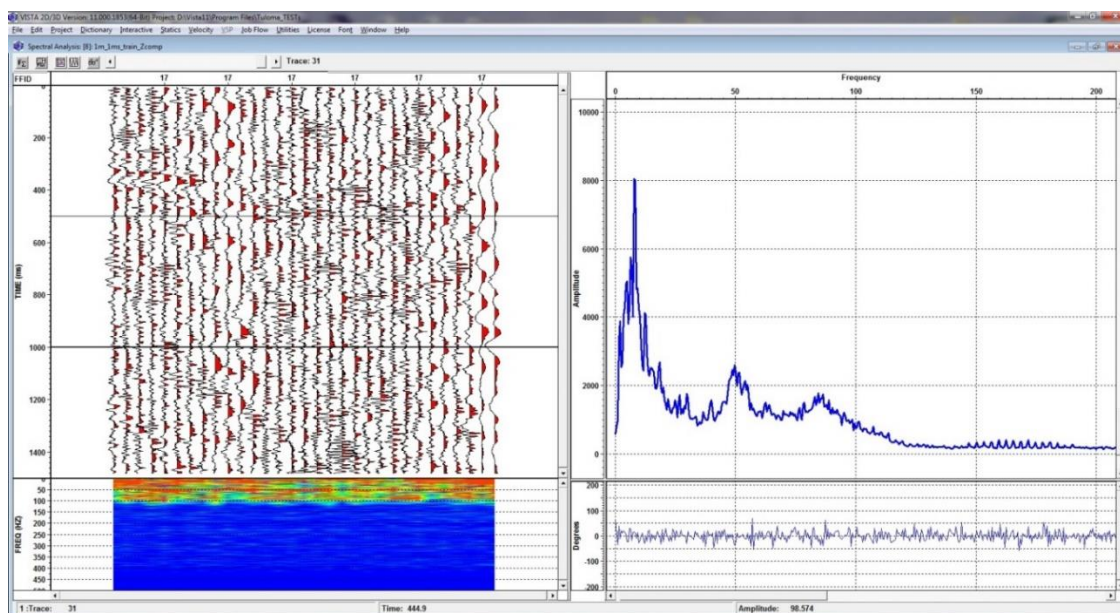 VISTA 2D/3D Version: 11.000.1853(64-Bit) Project: D:\Vista11\Program Files\Tuloma_TESTs
File Edit Project Dictionary Interactive Statics Velocity VSP Job Flow Utilities License Font Window Help
Spectral Analysis: [8]: 1m_1ms_train_Zcomp
Trace: 31
FFID 17 17 17 17 17 17
TIME (ms)
0
200
400
600
800
1000
1200
1400
FREQ (HZ)
0
50
100
150
200
250
300
350
400
450
Frequency
0 50 100 150 200
Amplitude
10000
8000
6000
4000
2000
0
Degrees
200
100
0
-100
-200
1 :Trace: 31 Time: 444.9 Amplitude: 98.574